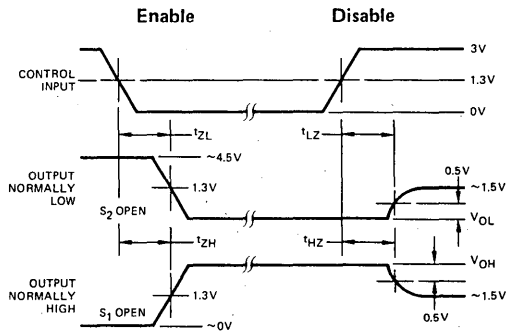 Enable Disable
3V
CONTROL
INPUT
1.3V
0V
tZL tLZ
~4.5V
0.5V
OUTPUT
NORMALLY
LOW
1.3V
~1.5V
S2 OPEN
VOL
tZH tHZ
VOH
OUTPUT
NORMALLY
HIGH
S1 OPEN
1.3V
~1.5V
~0V
0.5V